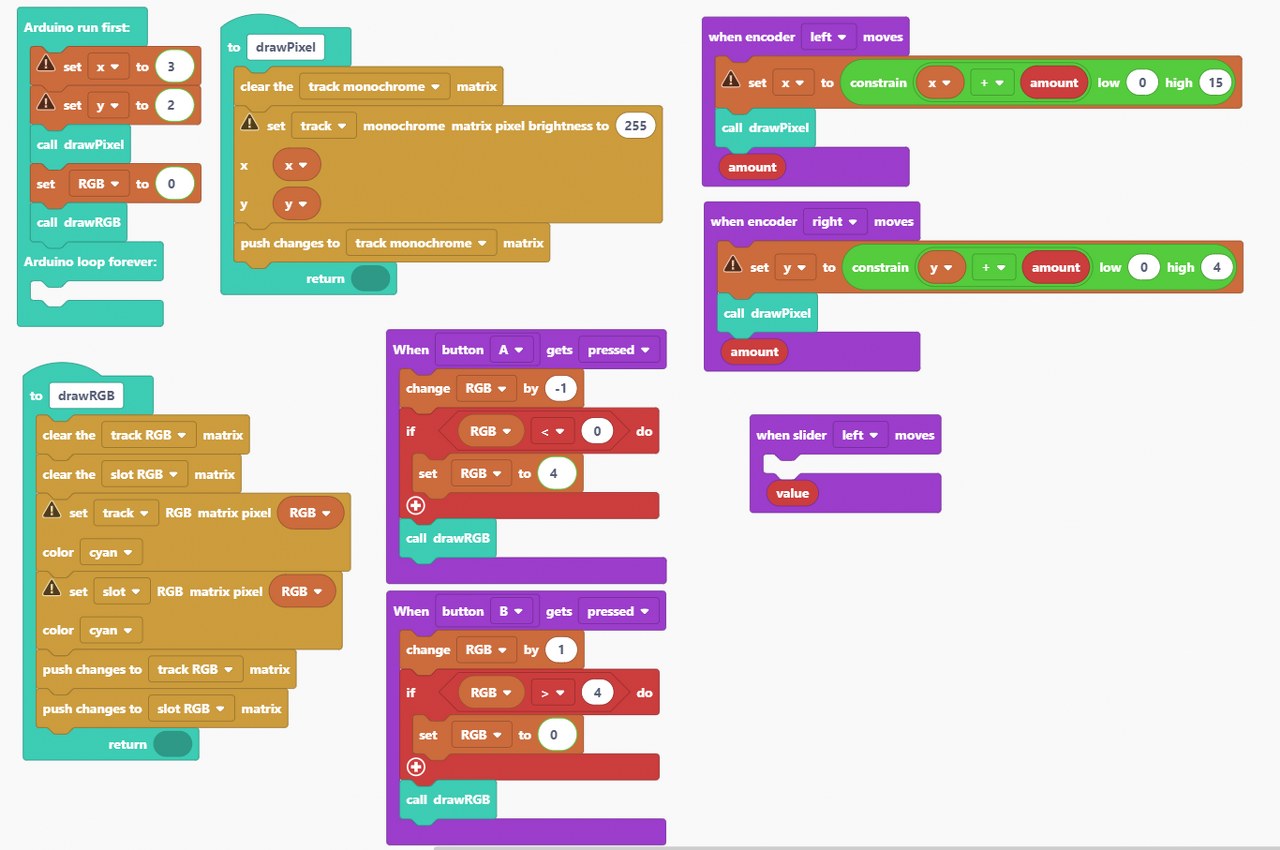 Arduino run first:
set x to 3
set y to 2
call drawPixel
set RGB to 0
call drawRGB
Arduino loop forever:
to drawPixel
clear the track monochrome matrix
set track monochrome matrix pixel brightness to 255
x x
y y
push changes to track monochrome matrix
return
to drawRGB
clear the track RGB matrix
clear the slot RGB matrix
set track RGB matrix pixel RGB
color cyan
set slot RGB matrix pixel RGB
color cyan
push changes to track RGB matrix
push changes to slot RGB matrix
return
When button A gets pressed
change RGB by -1
if RGB < 0 do
set RGB to 4
call drawRGB
When button B gets pressed
change RGB by 1
if RGB > 4 do
set RGB to 0
call drawRGB
when encoder left moves
set x to constrain x + amount low 0 high 15
call drawPixel
amount
when encoder right moves
set y to constrain y + amount low 0 high 4
call drawPixel
amount
when slider left moves
value